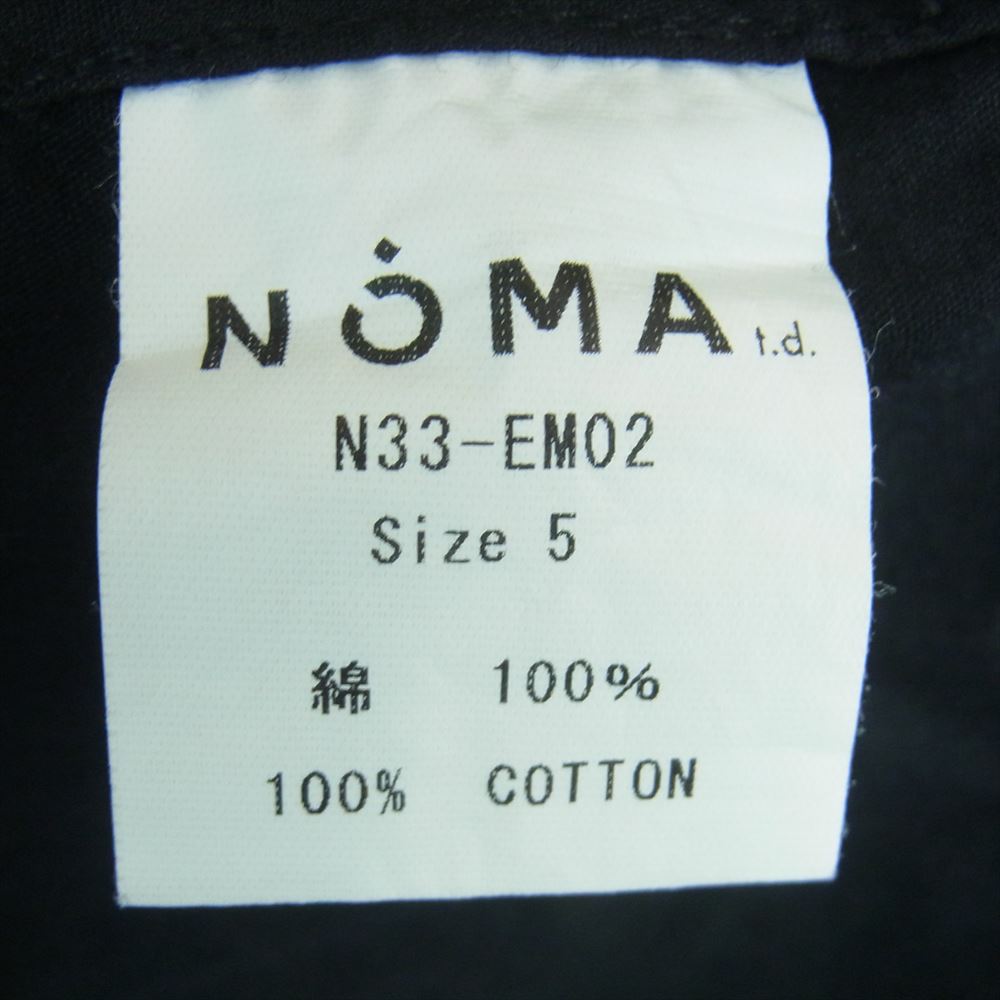 NOMA t.d.
N33-EM02
Size 5
綿 100%
100% COTTON